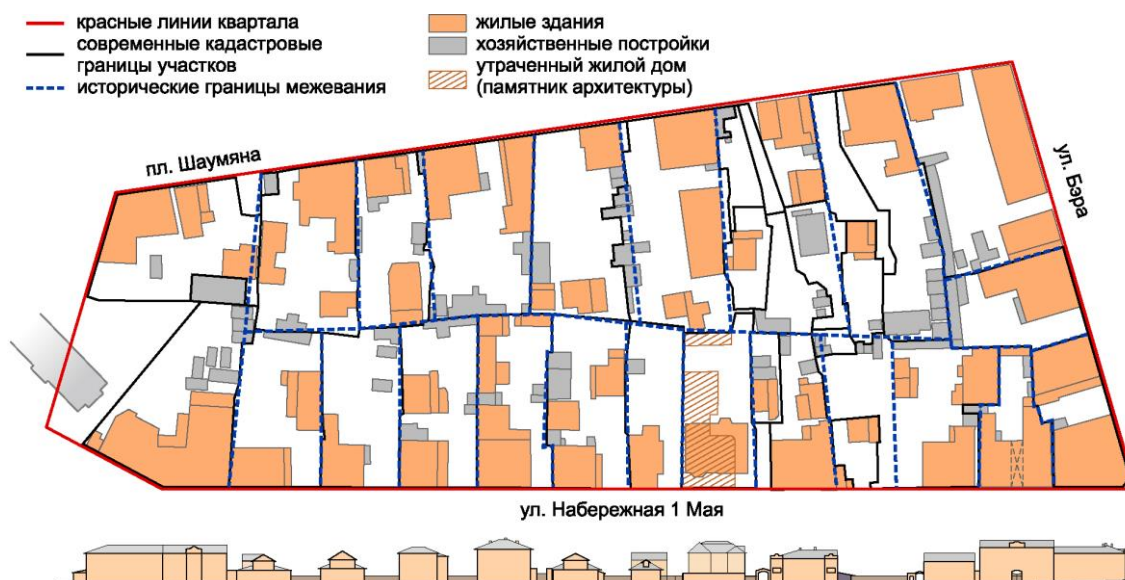 красные линии квартала
современные кадастровые
границы участков
исторические границы межевания
жилые здания
хозяйственные постройки
утраченный жилой дом
(памятник архитектуры)
пл. Шаумяна
ул. Бэра
ул. Набережная 1 Мая